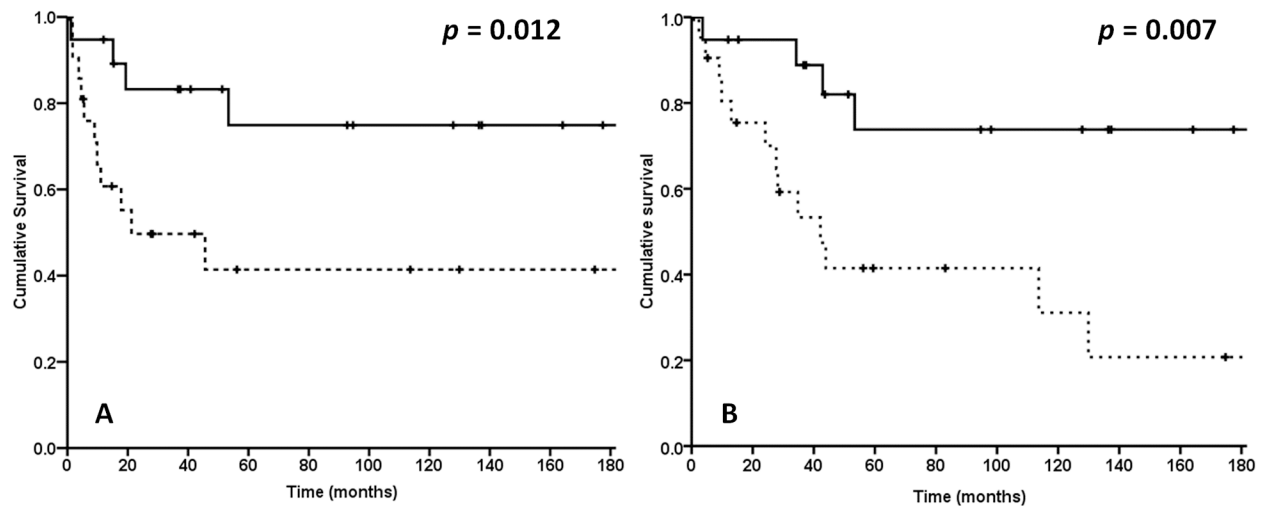 p = 0.012
Cumulative Survival
1.0
0.8
0.6
0.4
0.2
0.0
A
0 20 40 60 80 100 120 140 160 180
Time (months)
p = 0.007
Cumulative survival
1.0
0.8
0.6
0.4
0.2
0.0
B
0 20 40 60 80 100 120 140 160 180
Time (months)